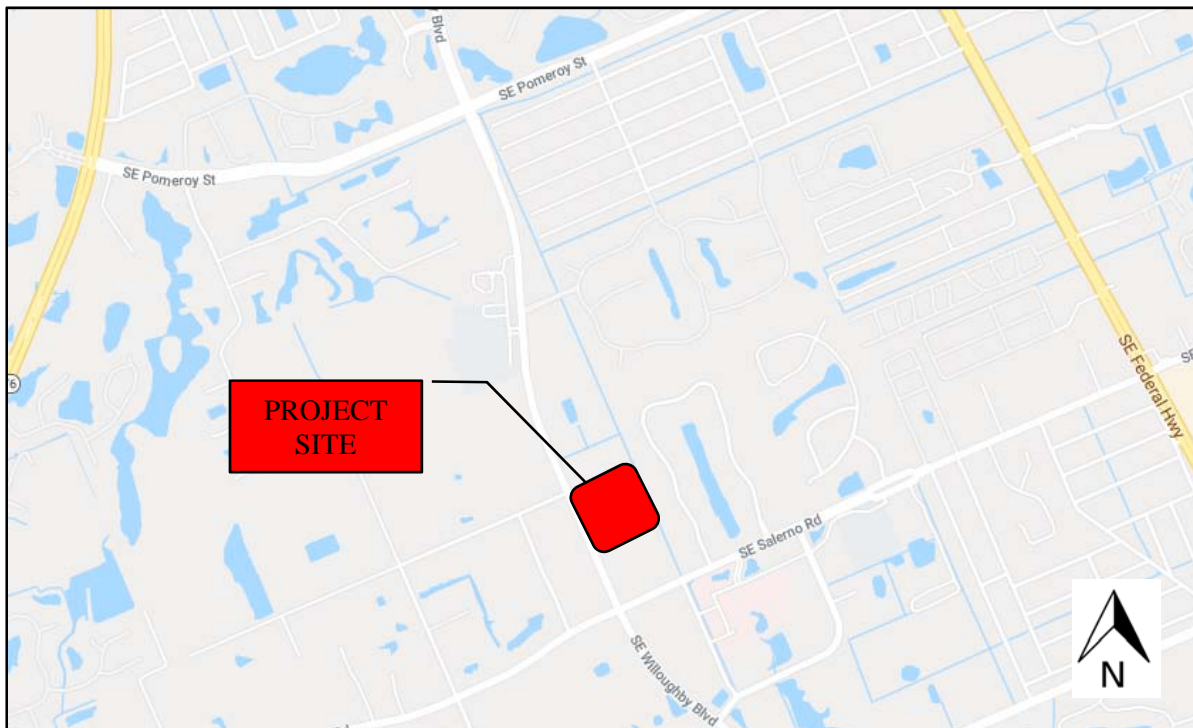 Blvd
SE Pomeroy St
SE Pomeroy St
SE Federal Hwy
PROJECT
SITE
SE Salerno Rd
SE Willoughby Blvd
N